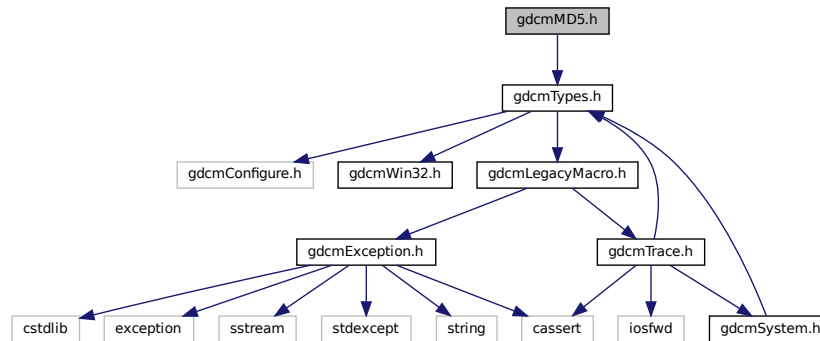 gdcmMD5.h
gdcmTypes.h
gdcmConfigure.h
gdcmWin32.h
gdcmLegacyMacro.h
gdcmException.h
gdcmTrace.h
cstdlib
exception
sstream
stdexcept
string
cassert
iosfwd
gdcmSystem.h